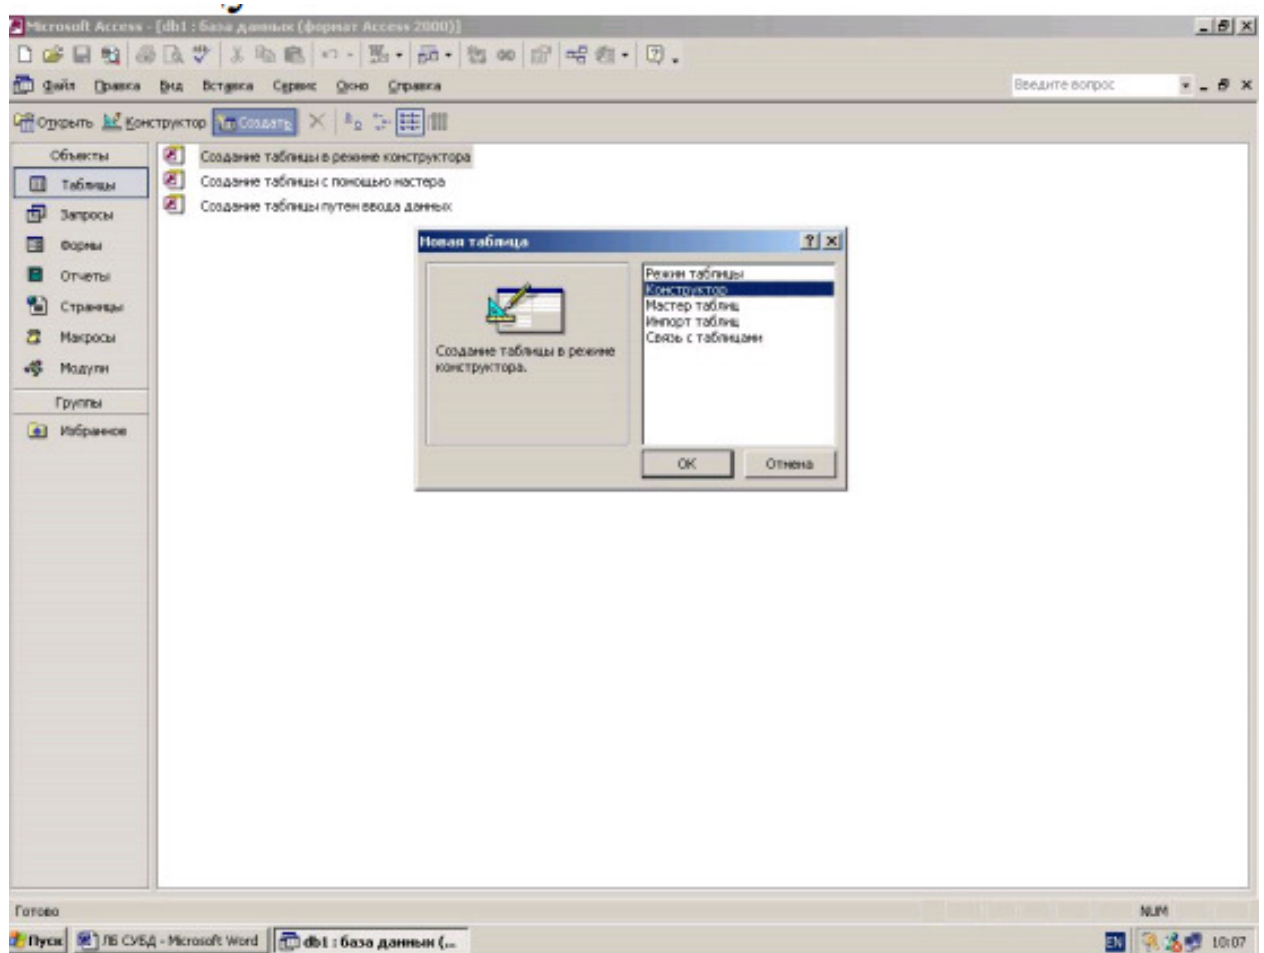 Microsoft Access - [db1 : база данных (формат Access 2000)]
Файл Правка Вид Вставка Сервис Окно Справка
Введите вопрос
Открыть Конструктор Создать
Объекты
Таблицы
Запросы
Формы
Отчеты
Страницы
Макросы
Модули
Группы
Избранное
Создание таблицы в режиме конструктора
Создание таблицы с помощью мастера
Создание таблицы путем ввода данных
Новая таблица
Создание таблицы в режиме
конструктора.
Режим таблицы
Конструктор
Мастер таблиц
Импорт таблиц
Связь с таблицами
ОК Отмена
Готово
NUM
Пуск ЛБ СУБД - Microsoft Word db1 : база данных (...
EN 10:07